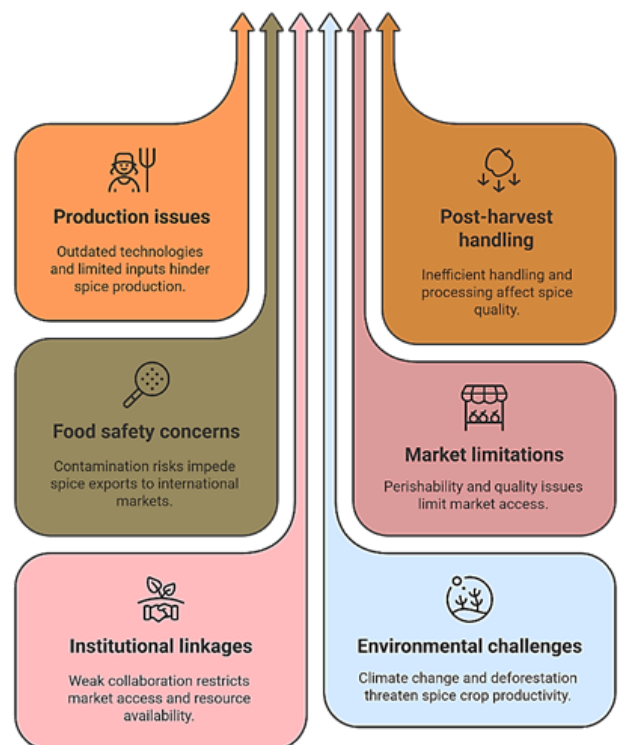 Production issues
Outdated technologies
and limited inputs hinder
spice production.
Post-harvest
handling
Inefficient handling and
processing affect spice
quality.
Food safety concerns
Contamination risks impede
spice exports to international
markets.
Market limitations
Perishability and quality issues
limit market access.
Institutional linkages
Weak collaboration restricts
market access and resource
availability.
Environmental challenges
Climate change and deforestation
threaten spice crop productivity.